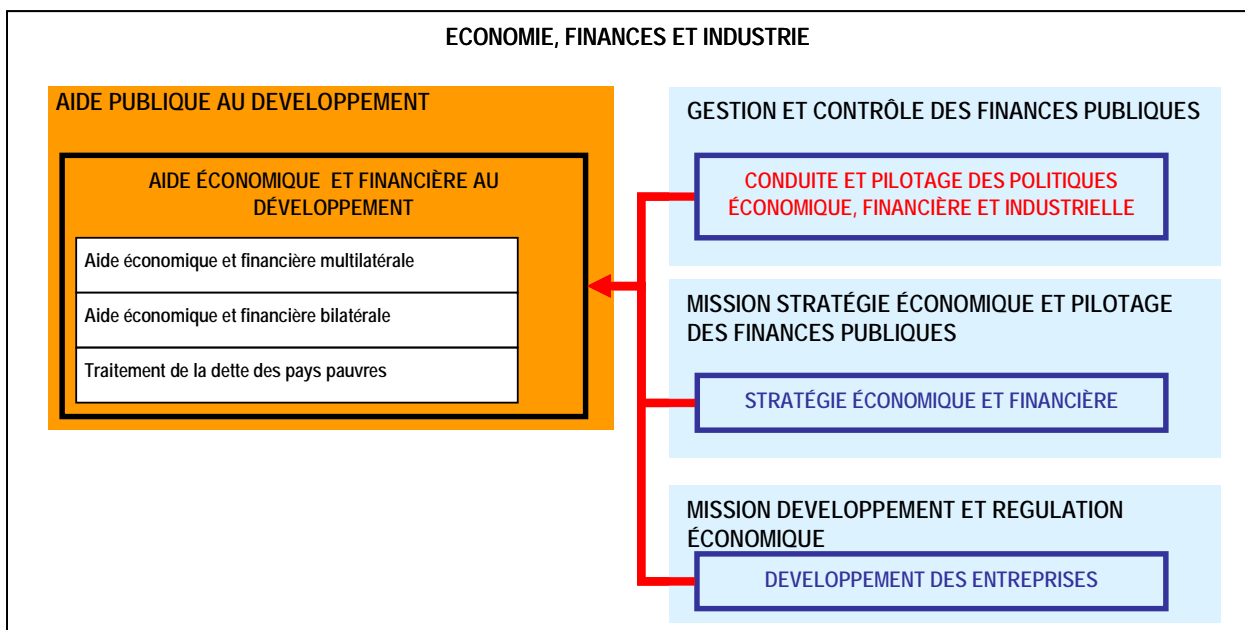 ECONOMIE, FINANCES ET INDUSTRIE
AIDE PUBLIQUE AU DEVELOPPEMENT
AIDE ÉCONOMIQUE ET FINANCIÈRE AU
DÉVELOPPEMENT
Aide économique et financière multilatérale
Aide économique et financière bilatérale
Traitement de la dette des pays pauvres
GESTION ET CONTRÔLE DES FINANCES PUBLIQUES
CONDUITE ET PILOTAGE DES POLITIQUES
ÉCONOMIQUE, FINANCIÈRE ET INDUSTRIELLE
MISSION STRATÉGIE ÉCONOMIQUE ET PILOTAGE
DES FINANCES PUBLIQUES
STRATÉGIE ÉCONOMIQUE ET FINANCIÈRE
MISSION DEVELOPPEMENT ET REGULATION
ÉCONOMIQUE
DEVELOPPEMENT DES ENTREPRISES